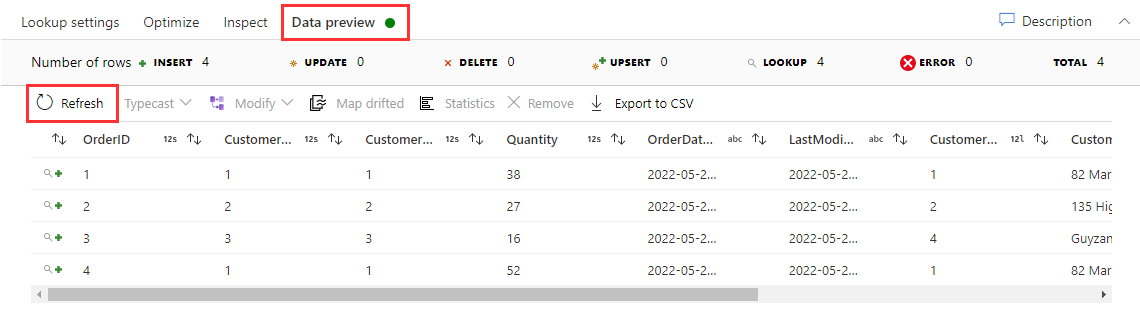 Lookup settings Optimize Inspect Data preview Description
Number of rows INSERT 4 UPDATE 0 DELETE 0 UPSERT 0 LOOKUP 4 ERROR 0 TOTAL 4
Refresh Typecast Modify Map drifted Statistics Remove Export to CSV
OrderID 12s Customer... 12s Customer... 12s Quantity 12s OrderDat... abc LastModi... abc Customer... 12l Custom
1 1 1 38 2022-05-2... 2022-05-2... 1 82 Mar
2 2 2 27 2022-05-2... 2022-05-2... 2 135 Hig
3 3 3 16 2022-05-2... 2022-05-2... 4 Guyzan
4 1 1 52 2022-05-2... 2022-05-2... 1 82 Mar